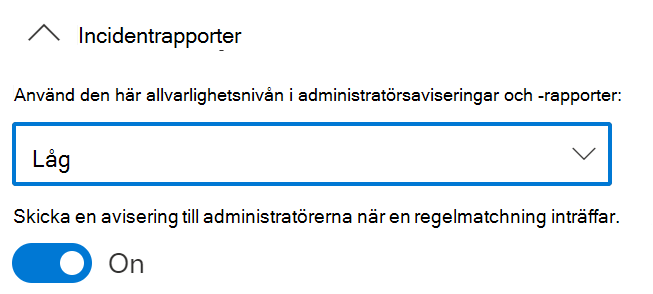 Incidentrapporter
Använd den här allvarlighetsnivån i administratörsaviseringar och -rapporter:
Låg
Skicka en avisering till administratörerna när en regelmatchning inträffar.
On